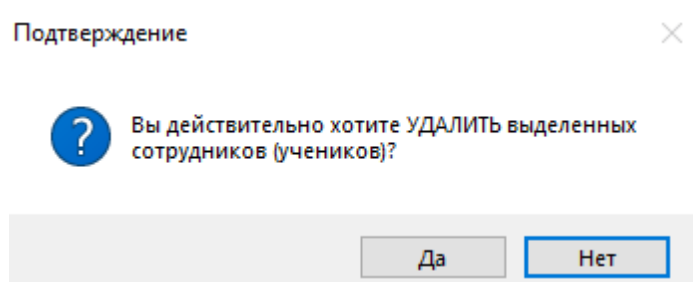 Подтверждение
Вы действительно хотите УДАЛИТЬ выделенных
сотрудников (учеников)?
Да
Нет